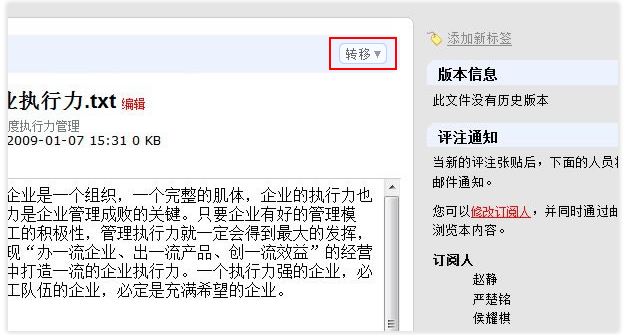 转移▼
业执行力.txt 编辑
度执行力管理
2009-01-07 15:31 0 KB
企业是一个组织，一个完整的肌体，企业的执行力也
力是企业管理成败的关键。只要企业有好的管理模
工的积极性，管理执行力就一定会得到最大的发挥，
现“办一流企业、出一流产品、创一流效益”的经营
中打造一流的企业执行力。一个执行力强的企业，必
工队伍的企业，必定是充满希望的企业。
添加新标签
版本信息
此文件没有历史版本
评注通知
当新的评注张贴后，下面的人员将
邮件通知。
您可以修改订阅人，并同时通过邮
浏览本内容。
订阅人
赵静
严楚铭
侯耀棋